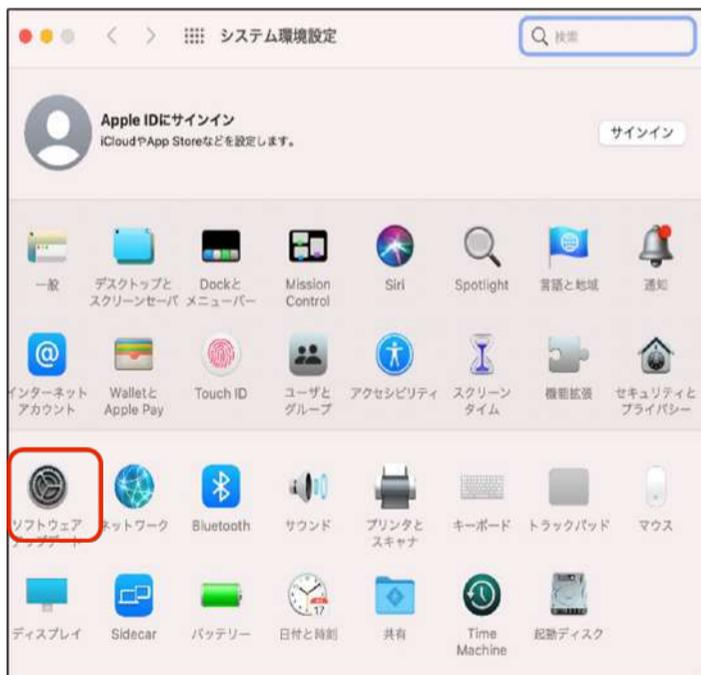 システム環境設定
検索
Apple IDにサインイン
iCloudやApp Storeなどを設定します。
サインイン
一般
デスクトップと
スクリーンセーバ
Dockと
メニューバー
Mission
Control
Siri
Spotlight
言語と地域
通知
インターネット
アカウント
Walletと
Apple Pay
Touch ID
ユーザと
グループ
アクセシビリティ
スクリーン
タイム
機能拡張
セキュリティと
プライバシー
ソフトウェア
アップデート
ネットワーク
Bluetooth
サウンド
プリンタと
スキャナ
キーボード
トラックパッド
マウス
ディスプレイ
Sidecar
バッテリー
17
日付と時刻
共有
Time
Machine
起動ディスク